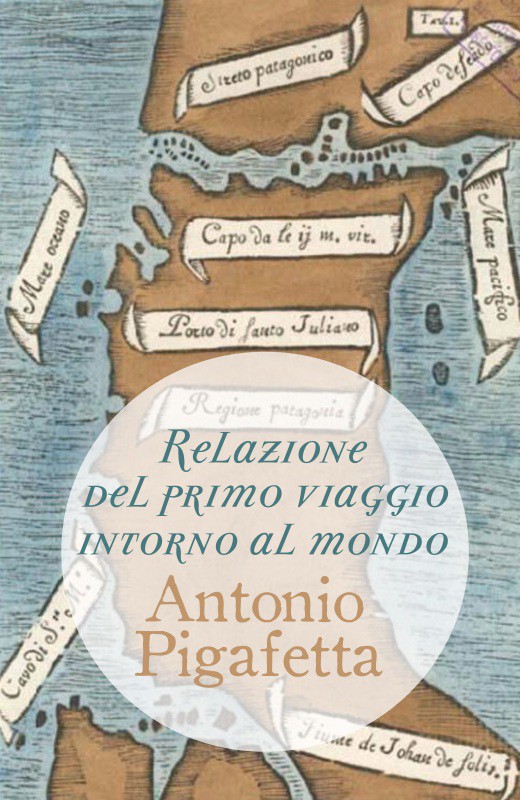 Streto patagonico
Capo deseado
Mare oceano
Capo da le ij m. vir.
Mare pacifico
Porto di santo Juliano
Regione patagonia
Relazione
del primo viaggio
intorno al mondo
Antonio
Pigafetta
Cavo di S.
Fiume de Johan de solis.